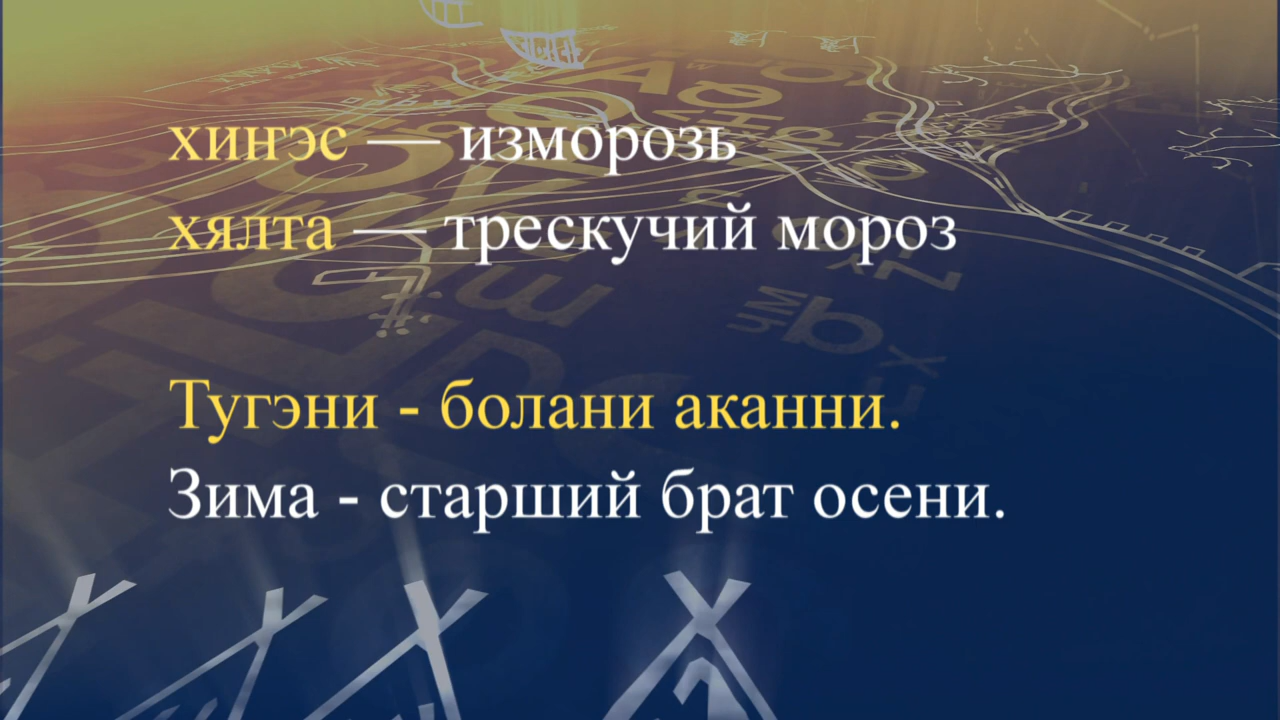 хиӈэс — изморозь
хялта — трескучий мороз
Тугэни - болани аканни.
Зима - старший брат осени.